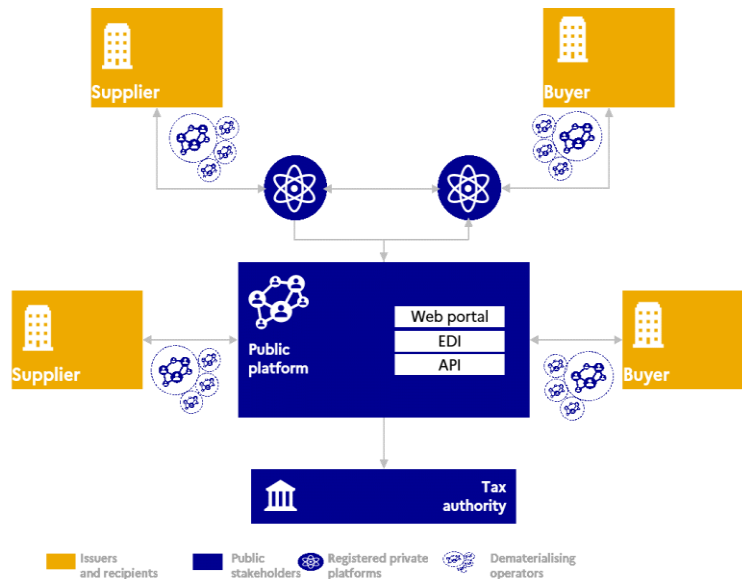 Supplier
Buyer
Web portal
EDI
API
Public
platform
Supplier
Buyer
Tax
authority
Issuers
and recipients
Public
stakeholders
Registered private
platforms
Dematerialising
operators